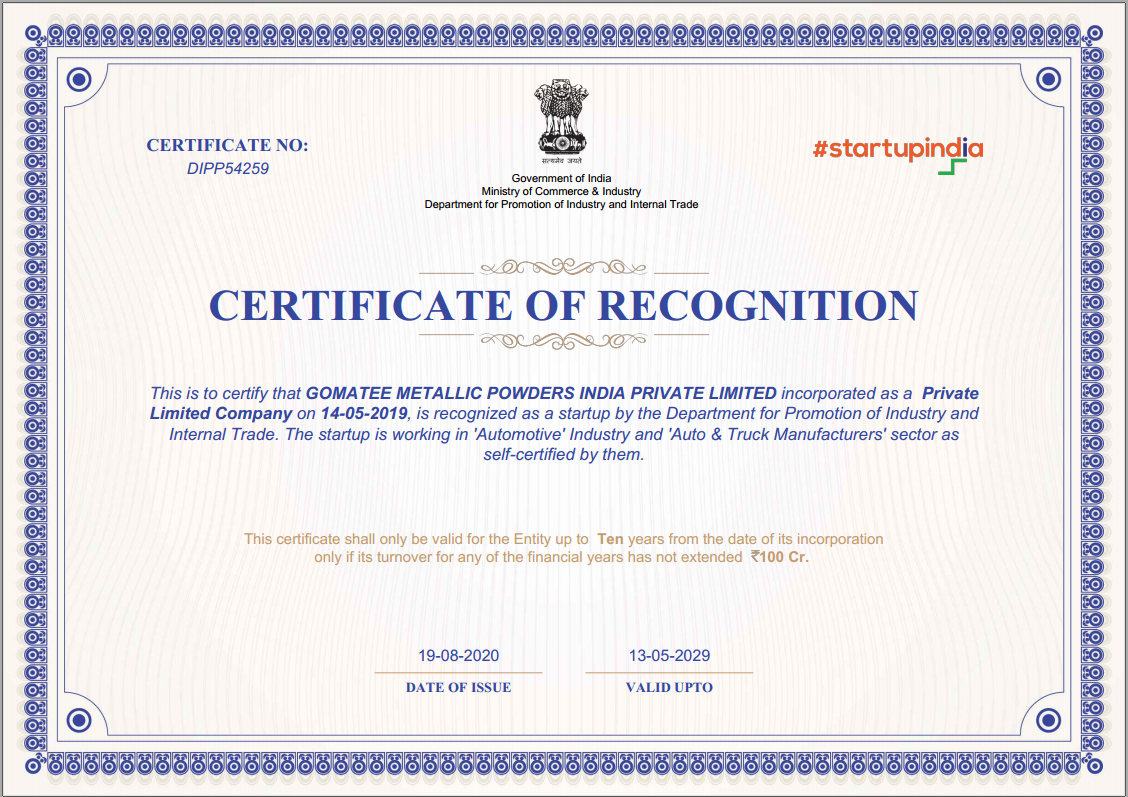 CERTIFICATE NO:
DIPP54259
सत्यमेव जयते
#startupindia
Government of India
Ministry of Commerce & Industry
Department for Promotion of Industry and Internal Trade
CERTIFICATE OF RECOGNITION
This is to certify that GOMATEE METALLIC POWDERS INDIA PRIVATE LIMITED incorporated as a Private
Limited Company on 14-05-2019, is recognized as a startup by the Department for Promotion of Industry and
Internal Trade. The startup is working in 'Automotive' Industry and 'Auto & Truck Manufacturers' sector as
self-certified by them.
This certificate shall only be valid for the Entity up to Ten years from the date of its incorporation
only if its turnover for any of the financial years has not extended ₹100 Cr.
19-08-2020
DATE OF ISSUE
13-05-2029
VALID UPTO